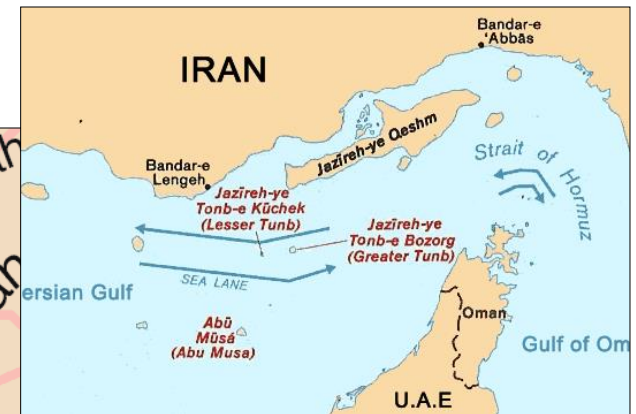 Bandar-e
'Abbās
IRAN
Jazīreh-ye Qeshm
Strait of Hormuz
Bandar-e
Lengeh
Jazīreh-ye
Tonb-e Kūchek
(Lesser Tunb)
Jazīreh-ye
Tonb-e Bozorg
(Greater Tunb)
SEA LANE
ersian Gulf
Abū
Mūsá
(Abu Musa)
Oman
Gulf of Om
U.A.E